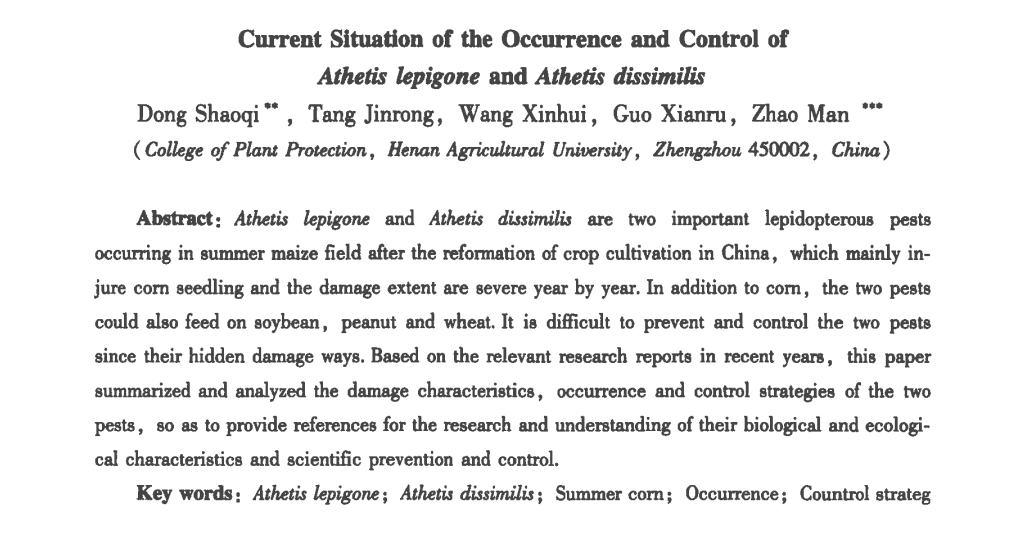 Current Situation of the Occurrence and Control of
Athetis lepigone and Athetis dissimilis
Dong Shaoqi**, Tang Jinrong, Wang Xinhui, Guo Xianru, Zhao Man ***
(College of Plant Protection, Henan Agricultural University, Zhengzhou 450002, China)
Abstract: Athetis lepigone and Athetis dissimilis are two important lepidopterous pests
occurring in summer maize field after the reformation of crop cultivation in China, which mainly in-
jure corn seedling and the damage extent are severe year by year. In addition to corn, the two pests
could also feed on soybean, peanut and wheat. It is difficult to prevent and control the two pests
since their hidden damage ways. Based on the relevant research reports in recent years, this paper
summarized and analyzed the damage characteristics, occurrence and control strategies of the two
pests, so as to provide references for the research and understanding of their biological and ecologi-
cal characteristics and scientific prevention and control.
Key words: Athetis lepigone; Athetis dissimilis; Summer corn; Occurrence; Countrol strateg